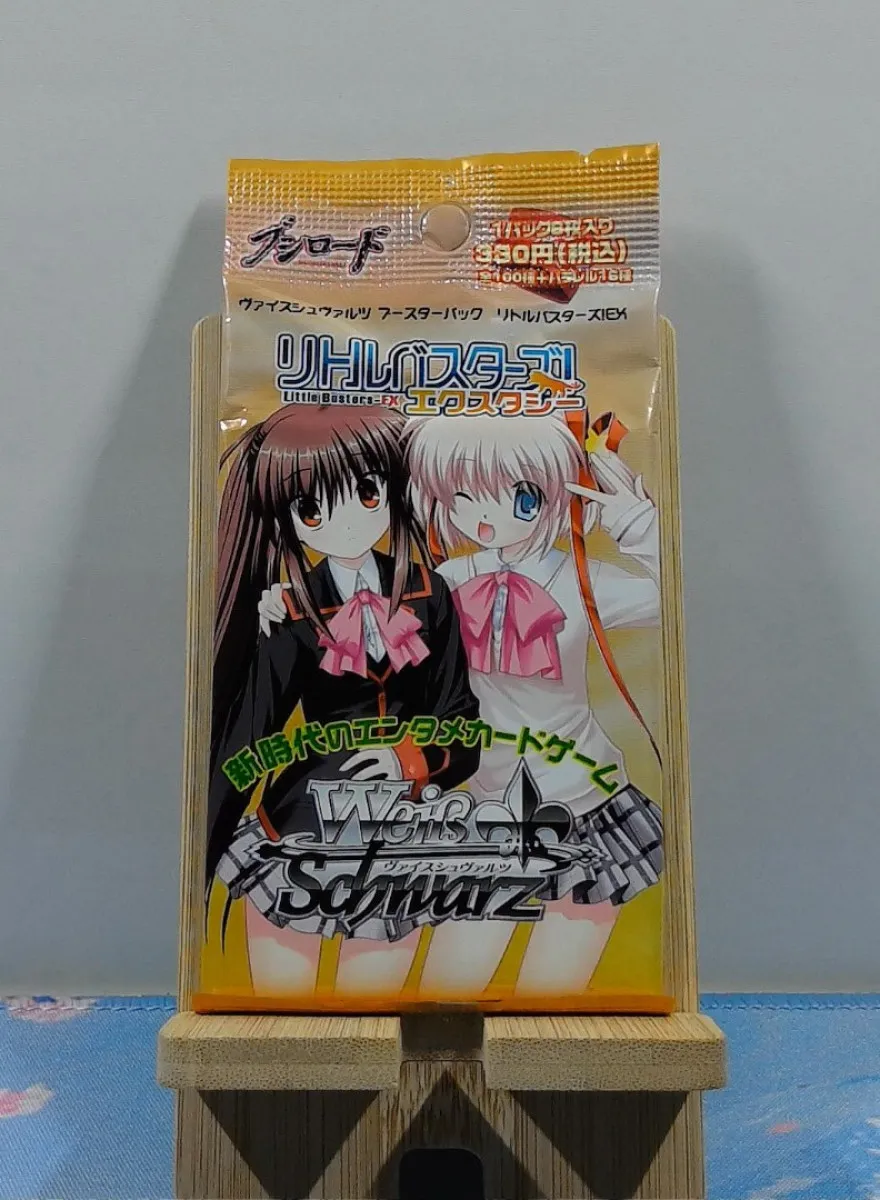 ブシロード
1パック8枚入り
330円(税込)
全100種+パラレル16種
ヴァイスシュヴァルツ ブースターパック リトルバスターズ!EX
リトルバスターズ!
Little Busters-EX エクスタシー
新時代のエンタメカードゲーム
Weiß
ヴァイスシュヴァルツ
Schwarz